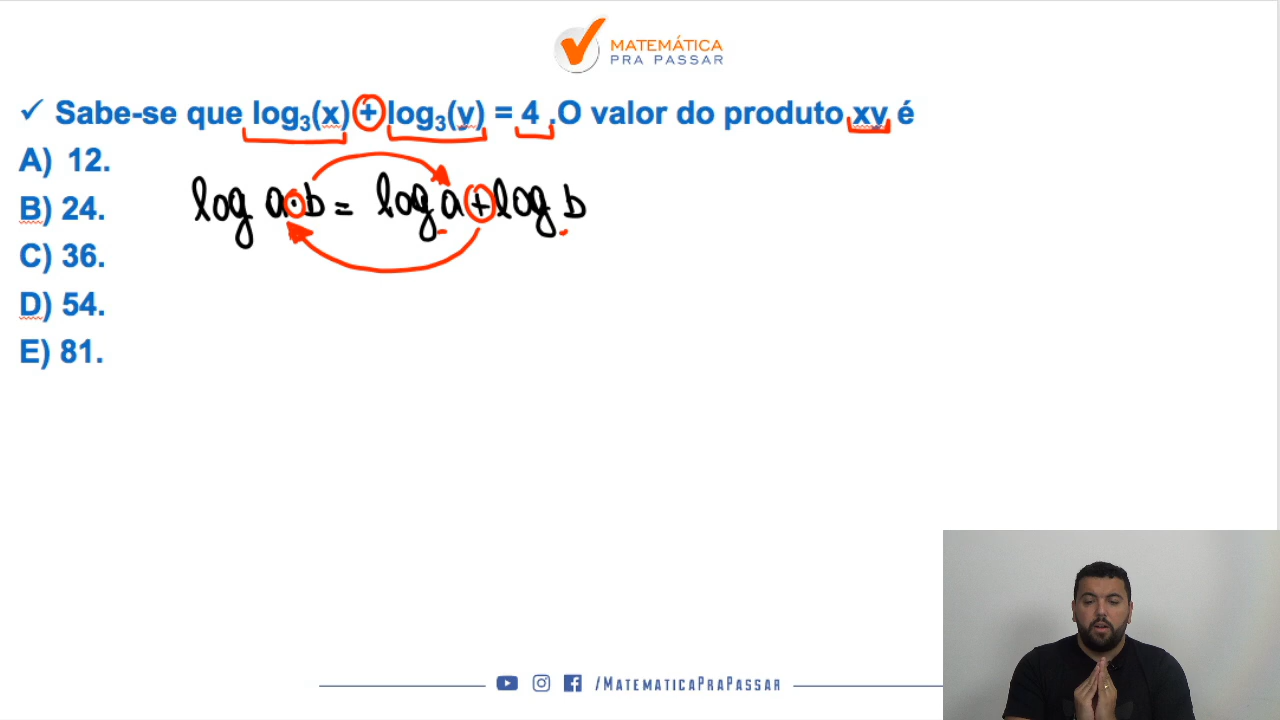 MATEMÁTICA
PRA PASSAR
✓ Sabe-se que log₃(x) + log₃(y) = 4 .O valor do produto xy é
A) 12.
log a·b = log a + log b
B) 24.
C) 36.
D) 54.
E) 81.
/MATEMATICAPRAPASSAR